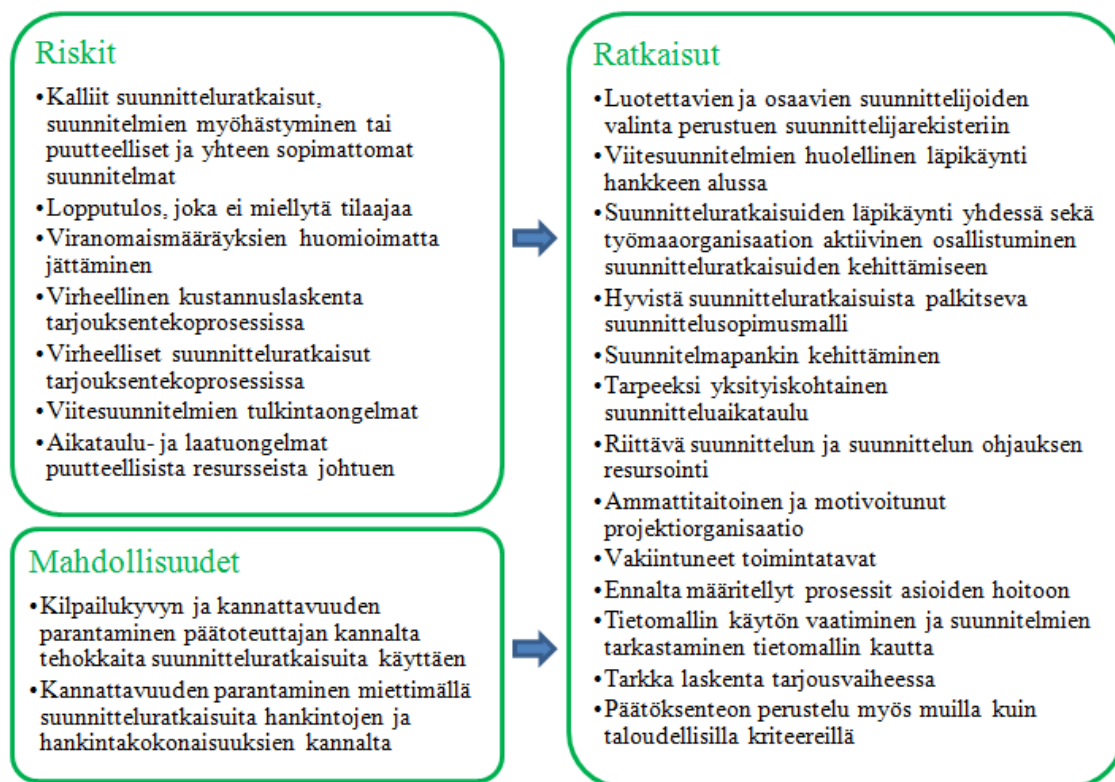 Riskit
•Kalliit suunnitteluratkaisut,
suunnitelmien myöhästyminen tai
puutteelliset ja yhteen sopimattomat
suunnitelmat
•Lopputulos, joka ei miellytä tilaajaa
•Viranomaismääräyksien huomioimatta
jättäminen
•Virheellinen kustannuslaskenta
tarjouksentekoprosessissa
•Virheelliset suunnitteluratkaisut
tarjouksentekoprosessissa
•Viitesuunnitelmien tulkintaongelmat
•Aikataulu- ja laatuongelmat
puutteellisista resursseista johtuen
Mahdollisuudet
•Kilpailukyvyn ja kannattavuuden
parantaminen päätoteuttajan kannalta
tehokkaita suunnitteluratkaisuita käyttäen
•Kannattavuuden parantaminen miettimällä
suunnitteluratkaisuita hankintojen ja
hankintakokonaisuuksien kannalta
Ratkaisut
•Luotettavien ja osaavien suunnittelijoiden
valinta perustuen suunnittelijarekisteriin
•Viitesuunnitelmien huolellinen läpikäynti
hankkeen alussa
•Suunnitteluratkaisuiden läpikäynti yhdessä sekä
työmaaorganisaation aktiivinen osallistuminen
suunnitteluratkaisuiden kehittämiseen
•Hyvistä suunnitteluratkaisuista palkitseva
suunnittelusopimusmalli
•Suunnitelmapankin kehittäminen
•Tarpeeksi yksityiskohtainen
suunnitteluaikataulu
•Riittävä suunnittelun ja suunnittelun ohjauksen
resursointi
•Ammattitaitoinen ja motivoitunut
projektiorganisaatio
•Vakiintuneet toimintatavat
•Ennalta määritellyt prosessit asioiden hoitoon
•Tietomallin käytön vaatiminen ja suunnitelmien
tarkastaminen tietomallin kautta
•Tarkka laskenta tarjousvaiheessa
•Päätöksenteon perustelu myös muilla kuin
taloudellisilla kriteereillä